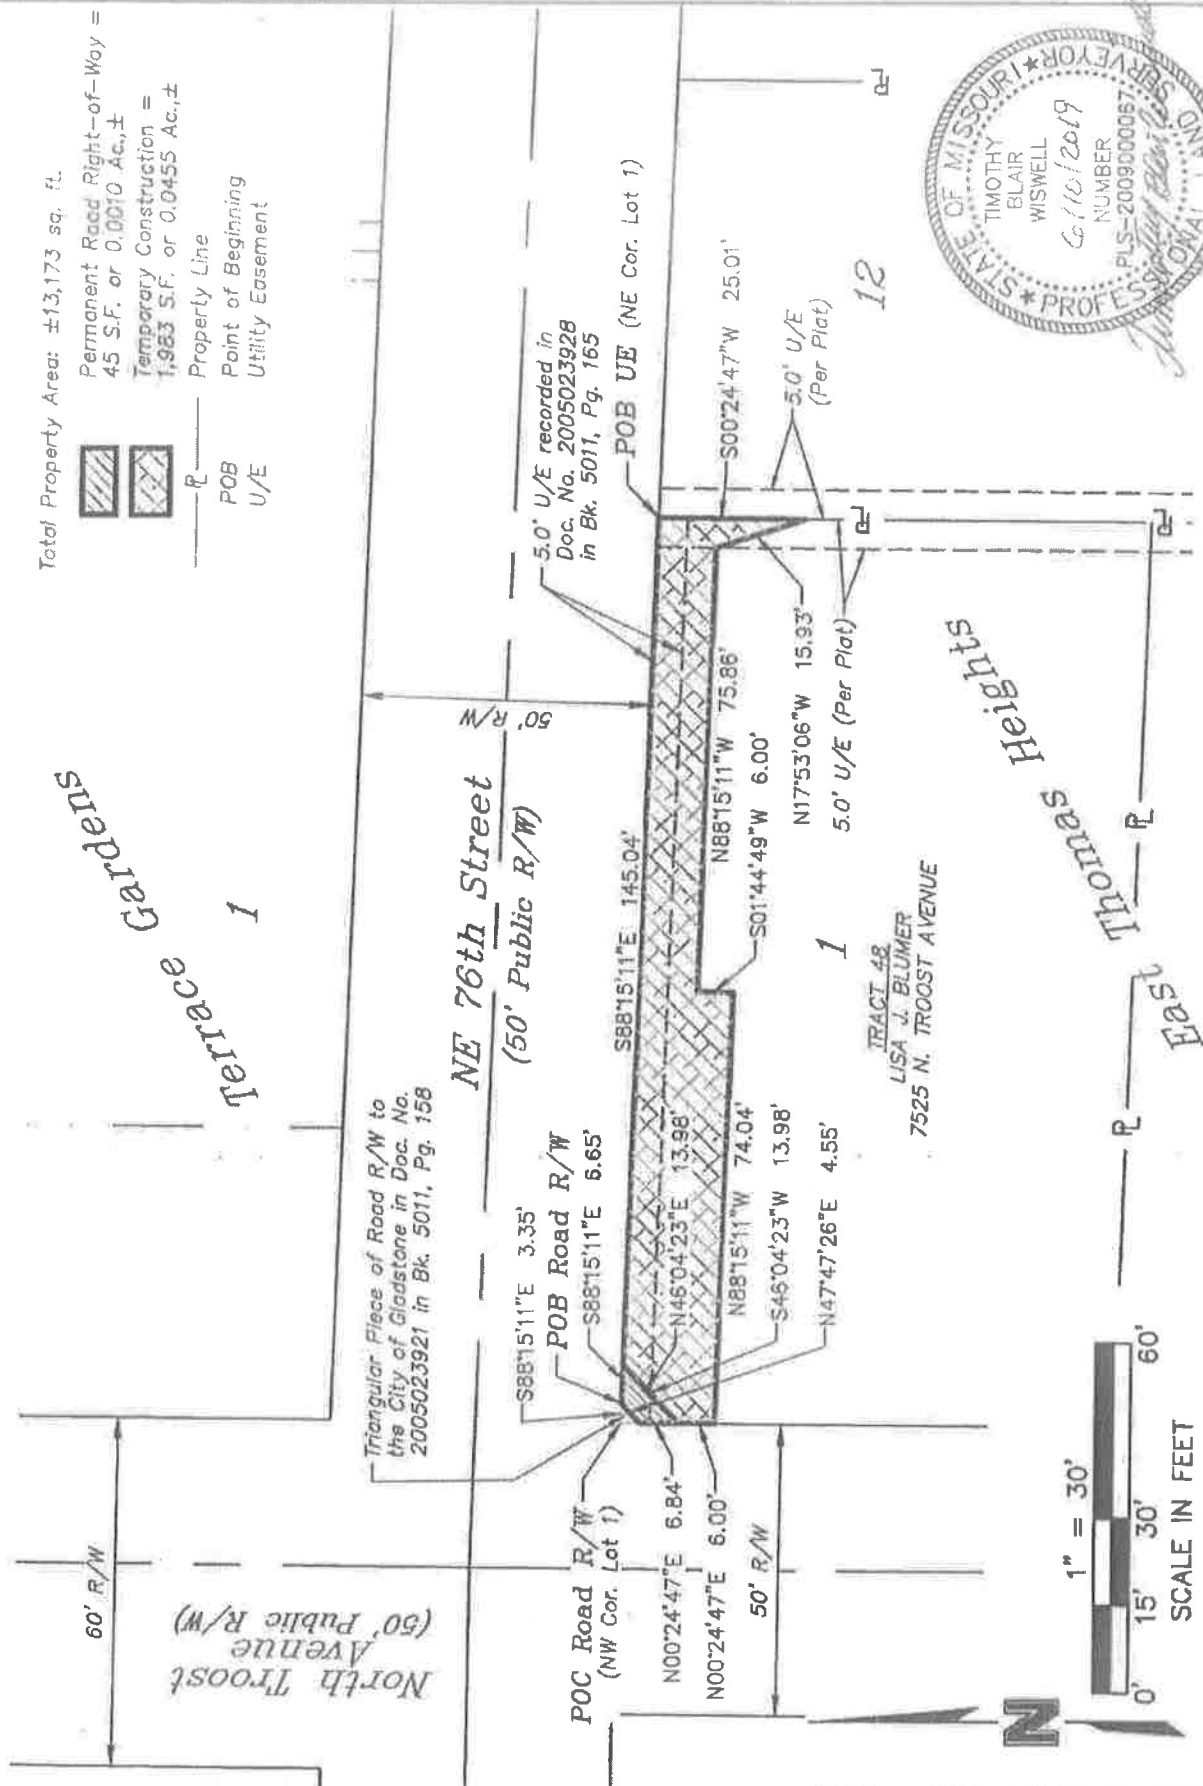 Total Property Area: ±13,173 sq. ft.
Permanent Road Right-of-Way =
45 S.F. or 0.0010 Ac.,±
Temporary Construction =
1,983 S.F. or 0.0455 Ac.,±
PL Property Line
POB Point of Beginning
U/E Utility Easement
Terrace Gardens
1
60' R/W
North Troost
Avenue
(50' Public R/W)
Triangular Piece of Road R/W to
the City of Gladstone in Doc. No.
2005023921 in Bk. 5011, Pg. 158
NE 76th Street
(50' Public R/W)
50' R/W
5.0' U/E recorded in
Doc. No. 2005023928
in Bk. 5011, Pg. 165
POB UE (NE Cor. Lot 1)
S88°15'11"E 3.35'
POB Road R/W
S88°15'11"E 6.65'
S88°15'11"E 145.04'
POC Road R/W
(NW Cor. Lot 1)
N00°24'47"E 6.84'
N00°24'47"E 6.00'
50' R/W
N46°04'23"E 13.98'
N88°15'11"W 74.04'
S46°04'23"W 13.98'
N47°47'26"E 4.55'
N88°15'11"W 75.86'
S01°44'49"W 6.00'
N17°53'06"W 15.93'
5.0' U/E (Per Plat)
S00°24'47"W 25.01'
5.0' U/E
(Per Plat)
12
PL
PL
PL
1
TRACT 48
LISA J. BLUMER
7525 N. TROOST AVENUE
East Thomas Heights
PL
PL
N
1" = 30'
0' 15' 30' 60'
SCALE IN FEET
STATE OF MISSOURI
TIMOTHY
BLAIR
WISWELL
NUMBER
PLS-2009000067
PROFESSIONAL LAND SURVEYOR